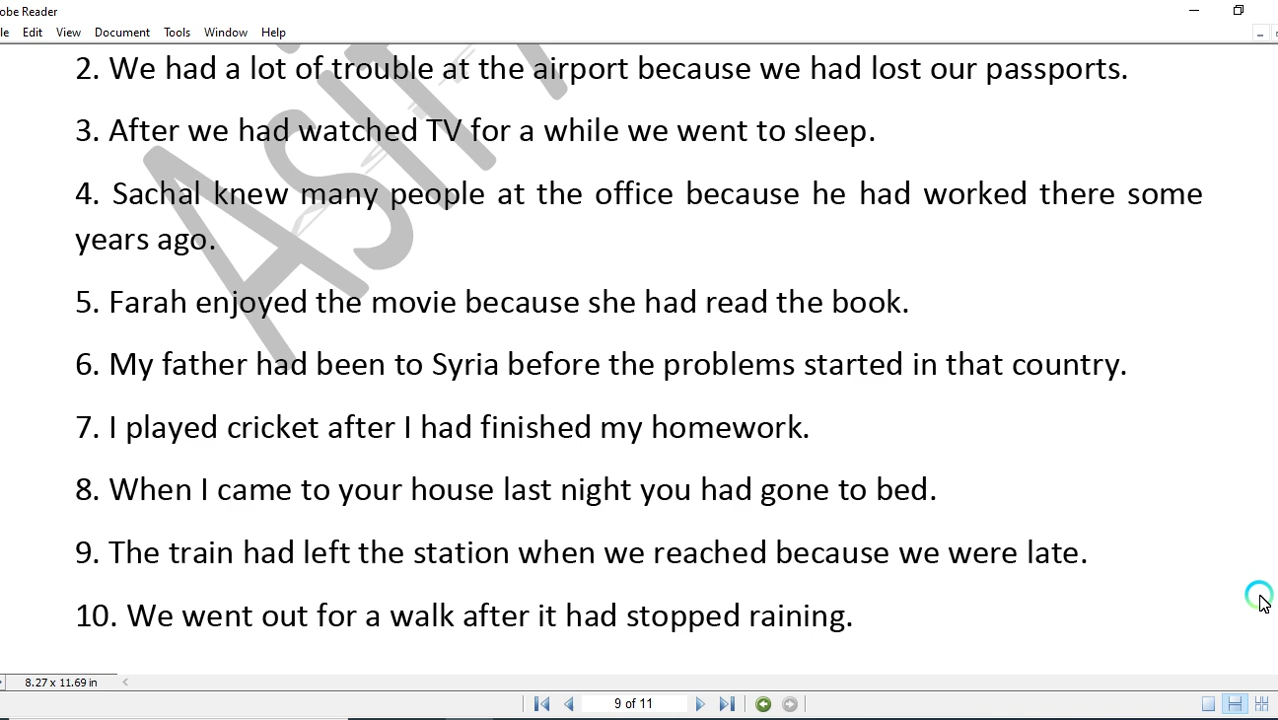 obe Reader
le Edit View Document Tools Window Help
2. We had a lot of trouble at the airport because we had lost our passports.
3. After we had watched TV for a while we went to sleep.
4. Sachal knew many people at the office because he had worked there some
years ago.
5. Farah enjoyed the movie because she had read the book.
6. My father had been to Syria before the problems started in that country.
7. I played cricket after I had finished my homework.
8. When I came to your house last night you had gone to bed.
9. The train had left the station when we reached because we were late.
10. We went out for a walk after it had stopped raining.
8.27 x 11.69 in
9 of 11